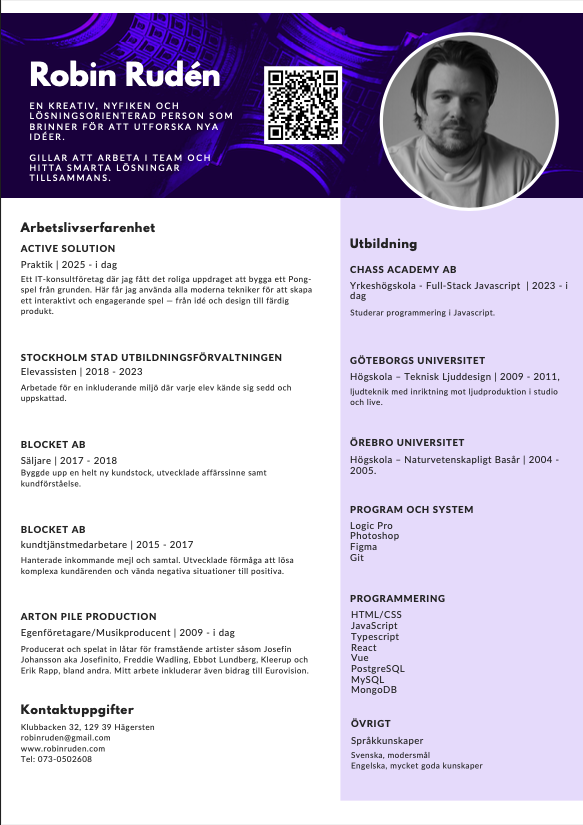 Robin Rudén
EN KREATIV, NYFIKEN OCH
LÖSNINGSORIENTERAD PERSON SOM
BRINNER FÖR ATT UTFORSKA NYA
IDÉER.
GILLAR ATT ARBETA I TEAM OCH
HITTA SMARTA LÖSNINGAR
TILLSAMMANS.
Arbetslivserfarenhet
ACTIVE SOLUTION
Praktik | 2025 - i dag
Ett IT-konsultföretag där jag fått det roliga uppdraget att bygga ett Pong-
spel från grunden. Här får jag använda alla moderna tekniker för att skapa
ett interaktivt och engagerande spel — från idé och design till färdig
produkt.
STOCKHOLM STAD UTBILDNINGSFÖRVALTNINGEN
Elevassisten | 2018 - 2023
Arbetade för en inkluderande miljö där varje elev kände sig sedd och
uppskattad.
BLOCKET AB
Säljare | 2017 - 2018
Byggde upp en helt ny kundstock, utvecklade affärssinne samt
kundförståelse.
BLOCKET AB
kundtjänstmedarbetare | 2015 - 2017
Hanterade inkommande mejl och samtal. Utvecklade förmåga att lösa
komplexa kundärenden och vända negativa situationer till positiva.
ARTON PILE PRODUCTION
Egenföretagare/Musikproducent | 2009 - i dag
Producerat och spelat in låtar för framstående artister såsom Josefin
Johansson aka Josefinito, Freddie Wadling, Ebbot Lundberg, Kleerup och
Erik Rapp, bland andra. Mitt arbete inkluderar även bidrag till Eurovision.
Kontaktuppgifter
Klubbacken 32, 129 39 Hägersten
robinruden@gmail.com
www.robinruden.com
Tel: 073-0502608
Utbildning
CHASS ACADEMY AB
Yrkeshögskola - Full-Stack Javascript | 2023 - i
dag
Studerar programmering i Javascript.
GÖTEBORGS UNIVERSITET
Högskola – Teknisk Ljuddesign | 2009 - 2011,
ljudteknik med inriktning mot ljudproduktion i studio
och live.
ÖREBRO UNIVERSITET
Högskola – Naturvetenskapligt Basår | 2004 -
2005.
PROGRAM OCH SYSTEM
Logic Pro
Photoshop
Figma
Git
PROGRAMMERING
HTML/CSS
JavaScript
Typescript
React
Vue
PostgreSQL
MySQL
MongoDB
ÖVRIGT
Språkkunskaper
Svenska, modersmål
Engelska, mycket goda kunskaper